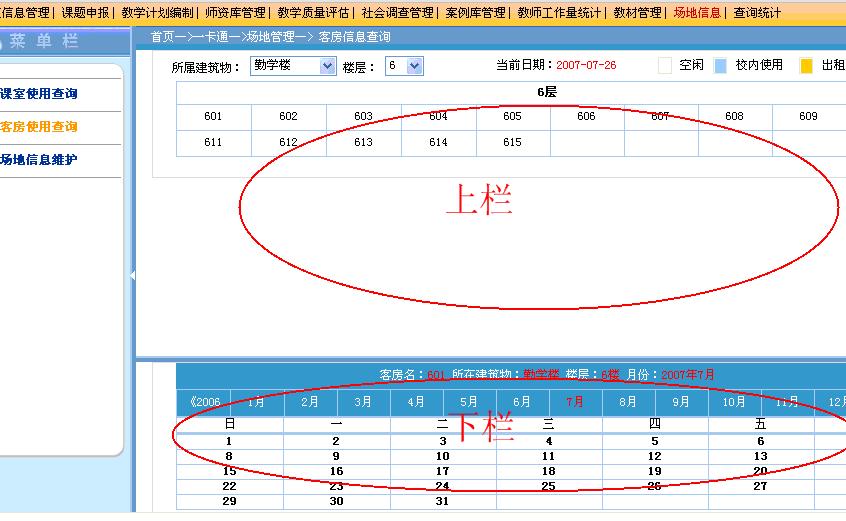 信息管理| 课题申报| 教学计划编制| 师资库管理| 教学质量评估| 社会调查管理| 案例库管理| 教师工作量统计| 教材管理| 场地信息| 查询统计
菜单栏
课室使用查询
客房使用查询
场地信息维护
首页—>一卡通—>场地管理—> 客房信息查询
所属建筑物： 勤学楼 楼层： 6 当前日期：2007-07-26 空闲 校内使用 出租
6层
601 602 603 604 605 606 607 608 609
611 612 613 614 615
上栏
客房名：601 所在建筑物：勤学楼 楼层：6楼 月份：2007年7月
《2006 1月 2月 3月 4月 5月 6月 7月 8月 9月 10月 11月 12月
下栏
日 一 二 三 四 五
1 2 3 4 5 6
8 9 10 11 12 13
15 16 17 18 19 20
22 23 24 25 26 27
29 30 31